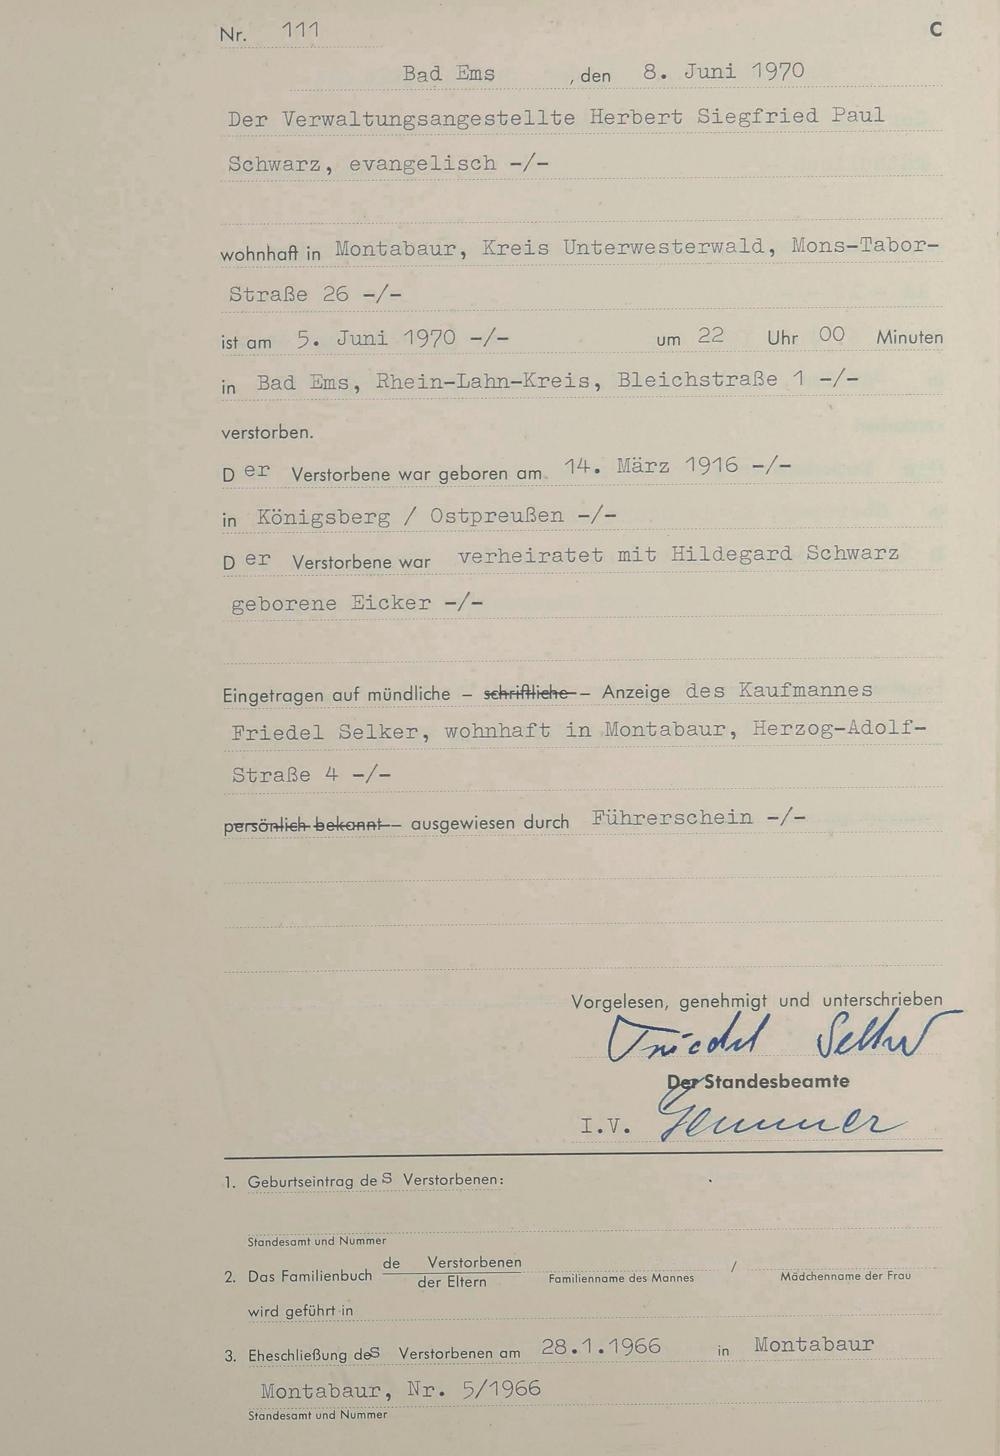 Nr. 111 C
Bad Ems , den 8. Juni 1970
Der Verwaltungsangestellte Herbert Siegfried Paul
Schwarz, evangelisch -/-
wohnhaft in Montabaur, Kreis Unterwesterwald, Mons-Tabor-
Straße 26 -/-
ist am 5. Juni 1970 -/- um 22 Uhr 00 Minuten
in Bad Ems, Rhein-Lahn-Kreis, Bleichstraße 1 -/-
verstorben.
D er Verstorbene war geboren am 14. März 1916 -/-
in Königsberg / Ostpreußen -/-
D er Verstorbene war verheiratet mit Hildegard Schwarz
geborene Eicker -/-
Eingetragen auf mündliche – schriftliche – Anzeige des Kaufmannes
Friedel Selker, wohnhaft in Montabaur, Herzog-Adolf-
Straße 4 -/-
persönlich bekannt – ausgewiesen durch Führerschein -/-
Vorgelesen, genehmigt und unterschrieben
Friedel Selker
Der Standesbeamte
I.V.
1. Geburtseintrag des Verstorbenen:
Standesamt und Nummer
2. Das Familienbuch de Verstorbenen / der Eltern
Familienname des Mannes / Mädchenname der Frau
wird geführt in
3. Eheschließung des Verstorbenen am 28.1.1966 in Montabaur
Montabaur, Nr. 5/1966
Standesamt und Nummer